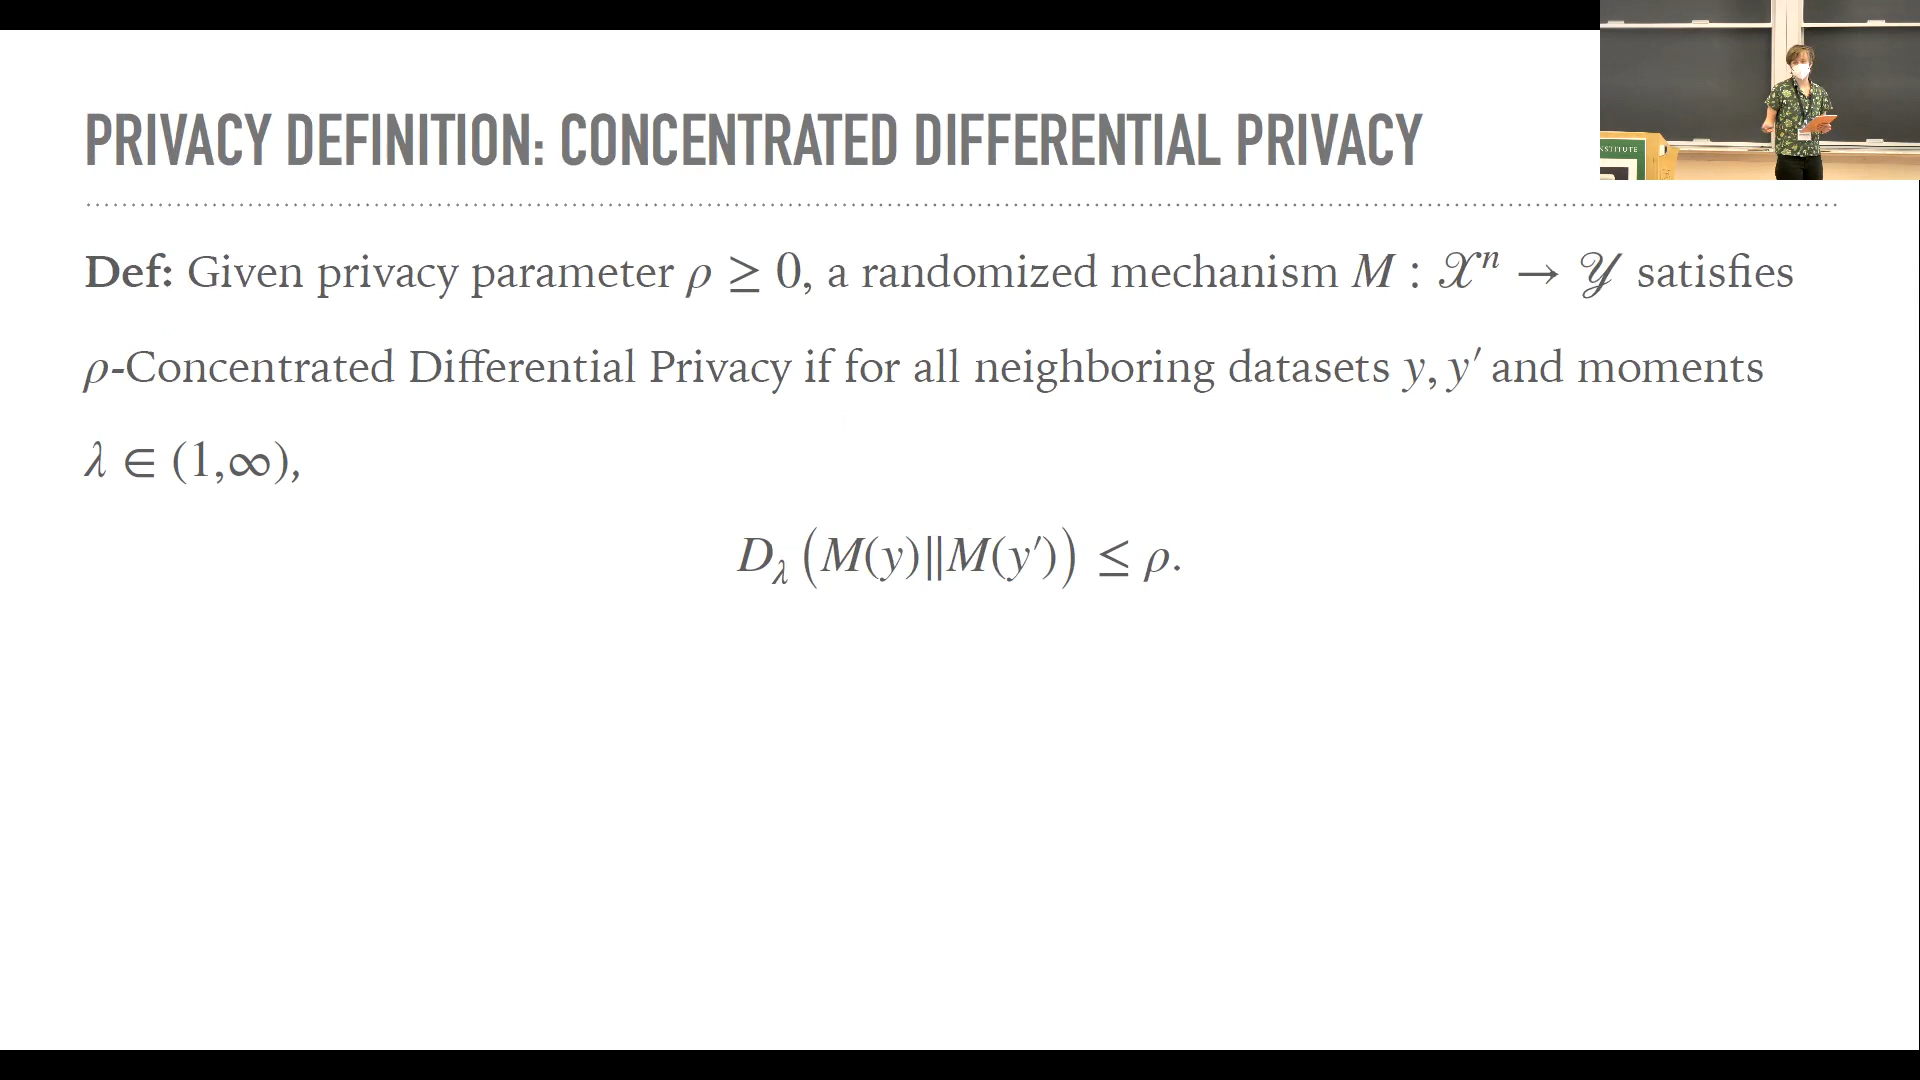 PRIVACY DEFINITION: CONCENTRATED DIFFERENTIAL PRIVACY
NSTITUTE
Def: Given privacy parameter ρ ≥ 0, a randomized mechanism M : 𝒳ⁿ → 𝒴 satisfies
ρ-Concentrated Differential Privacy if for all neighboring datasets y, y′ and moments
λ ∈ (1,∞),
D_λ (M(y)∥M(y′)) ≤ ρ.